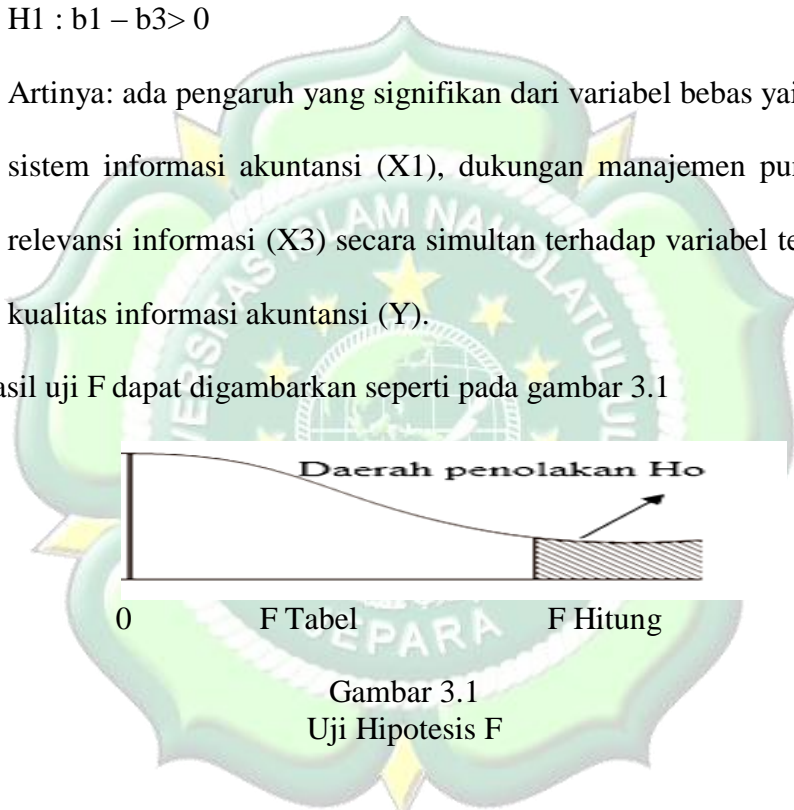 H1 : b1 – b3> 0
Artinya: ada pengaruh yang signifikan dari variabel bebas yai
sistem informasi akuntansi (X1), dukungan manajemen pu
relevansi informasi (X3) secara simultan terhadap variabel te
kualitas informasi akuntansi (Y).
asil uji F dapat digambarkan seperti pada gambar 3.1
Daerah penolakan Ho
0 F Tabel F Hitung
JEPARA
Gambar 3.1
Uji Hipotesis F